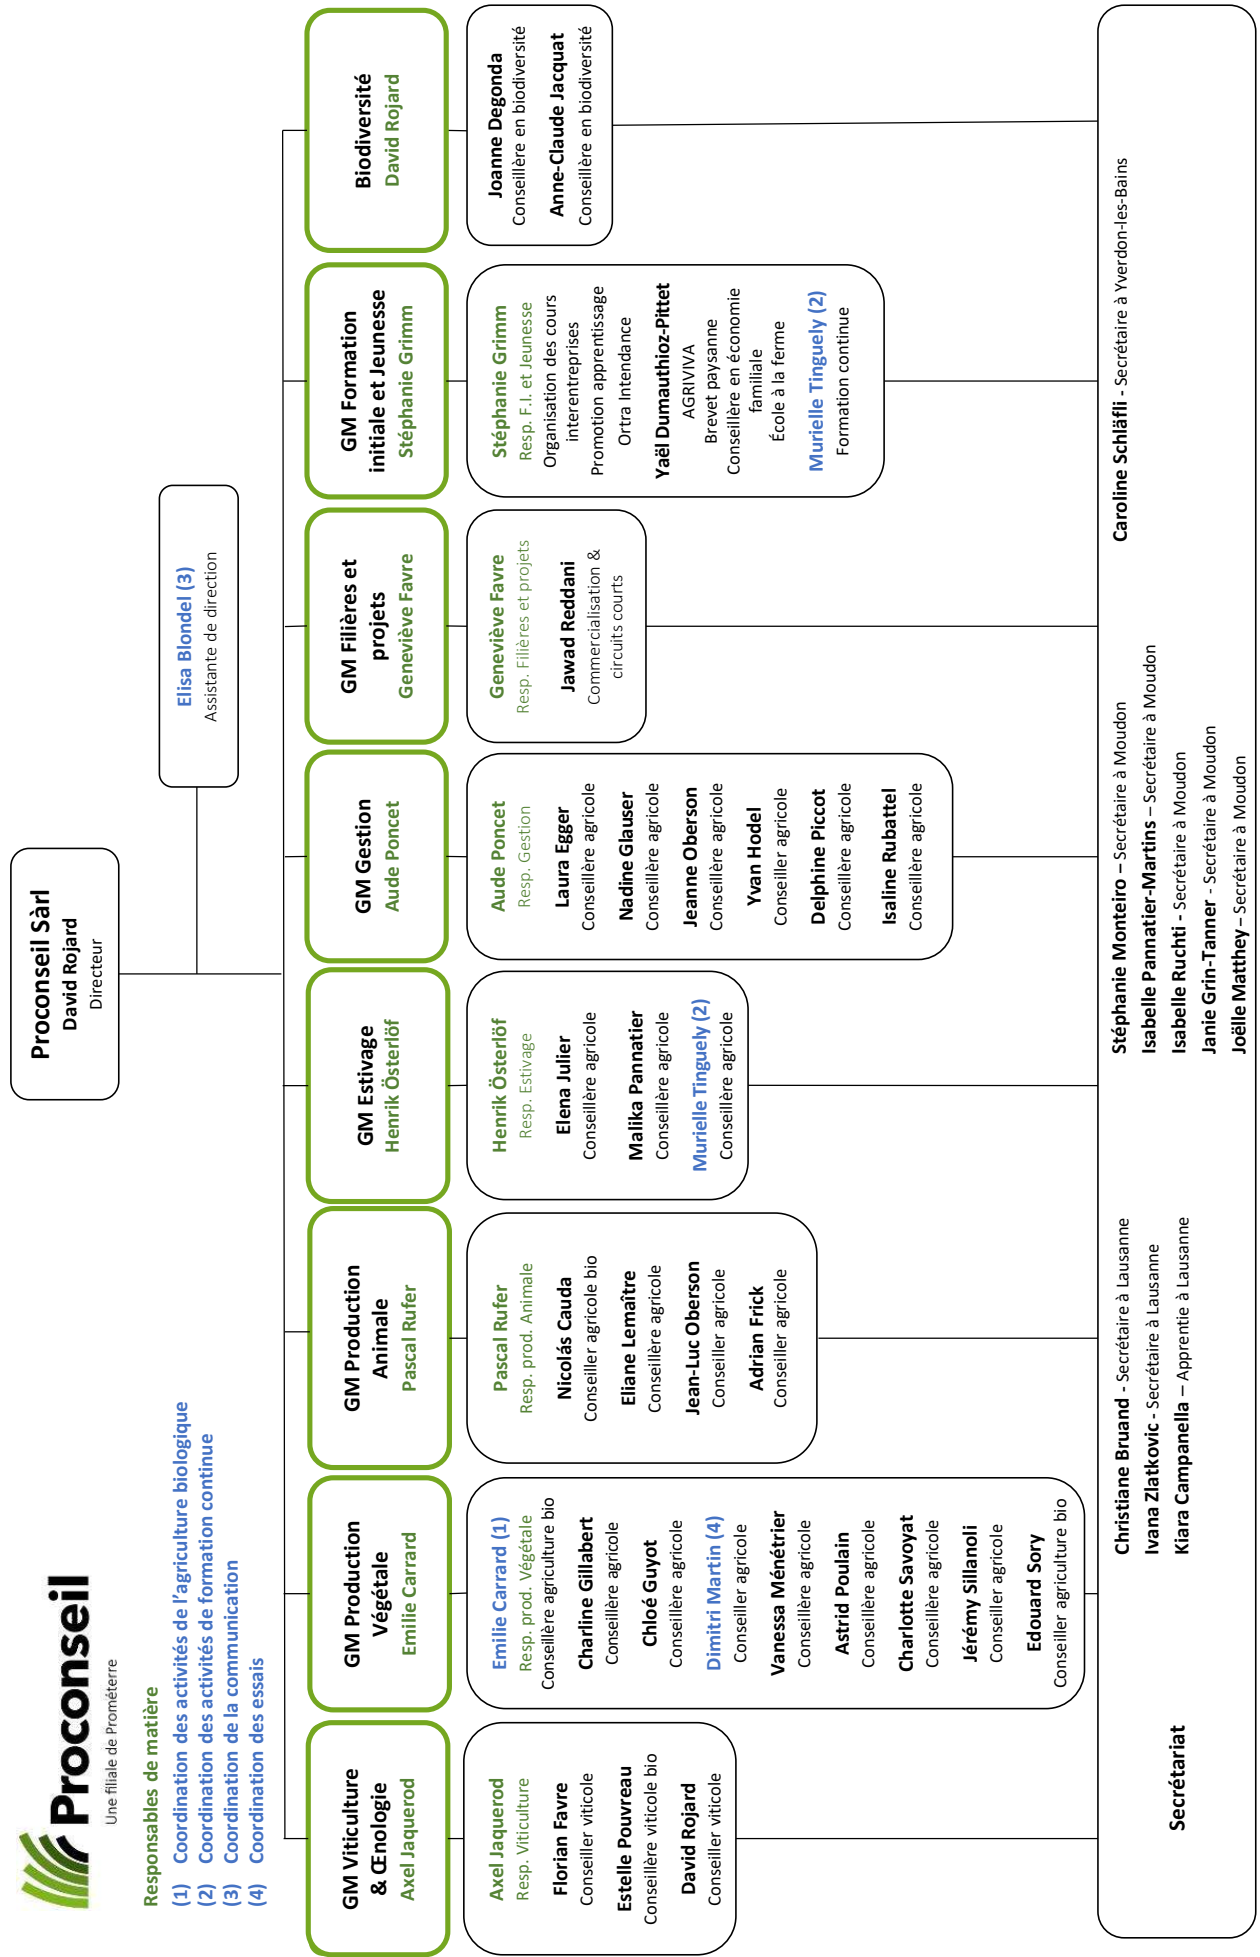 Proconseil
Une filiale de Prométerre
Responsables de matière
(1) Coordination des activités de l'agriculture biologique
(2) Coordination des activités de formation continue
(3) Coordination de la communication
(4) Coordination des essais
Proconseil Sàrl
David Rojard
Directeur
Elisa Blondel (3)
Assistante de direction
GM Viticulture
& Œnologie
Axel Jaquerod
Axel Jaquerod
Resp. Viticulture
Florian Favre
Conseiller viticole
Estelle Pouvreau
Conseillère viticole bio
David Rojard
Conseiller viticole
GM Production
Végétale
Emilie Carrard
Emilie Carrard (1)
Resp. prod. Végétale
Conseillère agriculture bio
Charline Gillabert
Conseillère agricole
Chloé Guyot
Conseillère agricole
Dimitri Martin (4)
Conseiller agricole
Vanessa Ménétrier
Conseillère agricole
Astrid Poulain
Conseillère agricole
Charlotte Savoyat
Conseillère agricole
Jérémy Sillanoli
Conseiller agricole
Edouard Sory
Conseiller agriculture bio
GM Production
Animale
Pascal Rufer
Pascal Rufer
Resp. prod. Animale
Nicolás Cauda
Conseiller agricole bio
Eliane Lemaître
Conseillère agricole
Jean-Luc Oberson
Conseiller agricole
Adrian Frick
Conseiller agricole
GM Estivage
Henrik Österlöf
Henrik Österlöf
Resp. Estivage
Elena Julier
Conseillère agricole
Malika Pannatier
Conseillère agricole
Murielle Tinguely (2)
Conseillère agricole
GM Gestion
Aude Poncet
Aude Poncet
Resp. Gestion
Laura Egger
Conseillère agricole
Nadine Glauser
Conseillère agricole
Jeanne Oberson
Conseillère agricole
Yvan Hodel
Conseiller agricole
Delphine Piccot
Conseillère agricole
Isaline Rubattel
Conseillère agricole
GM Filières et
projets
Geneviève Favre
Geneviève Favre
Resp. Filières et projets
Jawad Reddani
Commercialisation &
circuits courts
GM Formation
initiale et Jeunesse
Stéphanie Grimm
Stéphanie Grimm
Resp. F.I. et Jeunesse
Organisation des cours
interentreprises
Promotion apprentissage
Ortra Intendance
Yaël Dumauthioz-Pittet
AGRIVIVA
Brevet paysanne
Conseillère en économie
familiale
École à la ferme
Murielle Tinguely (2)
Formation continue
Biodiversité
David Rojard
Joanne Degonda
Conseillère en biodiversité
Anne-Claude Jacquat
Conseillère en biodiversité
Secrétariat
Christiane Bruand - Secrétaire à Lausanne
Ivana Zlatkovic - Secrétaire à Lausanne
Kiara Campanella – Apprentie à Lausanne
Stéphanie Monteiro – Secrétaire à Moudon
Isabelle Pannatier-Martins – Secrétaire à Moudon
Isabelle Ruchti - Secrétaire à Moudon
Janie Grin-Tanner - Secrétaire à Moudon
Joëlle Matthey – Secrétaire à Moudon
Caroline Schläfli - Secrétaire à Yverdon-les-Bains